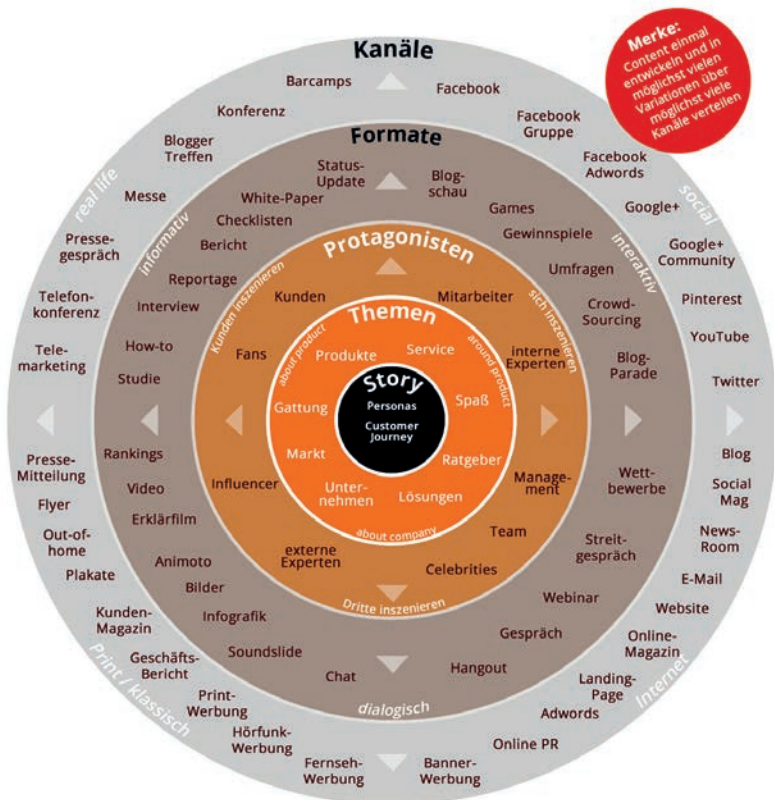 Merke:
Content einmal
entwickeln und in
möglichst vielen
Variationen über
möglichst viele
Kanäle verteilen
Kanäle
Barcamps
Facebook
Konferenz
Facebook
Gruppe
Blogger
Treffen
Facebook
Adwords
real life
social
Messe
Google+
Presse-
gespräch
Google+
Community
Telefon-
konferenz
Pinterest
Tele-
marketing
YouTube
Twitter
Presse-
Mitteilung
Blog
Flyer
Social
Mag
Out-of-
home
News-
Room
Plakate
E-Mail
Kunden-
Magazin
Website
Print / klassisch
Online-
Magazin
Geschäfts-
Bericht
Internet
Landing-
Page
Print-
Werbung
Adwords
Hörfunk-
Werbung
Online PR
Fernseh-
Werbung
Banner-
Werbung
Formate
Status-
Update
Blog-
schau
White-Paper
Games
Checklisten
Gewinnspiele
informativ
interaktiv
Bericht
Umfragen
Reportage
Interview
Crowd-
Sourcing
How-to
Blog-
Parade
Studie
Rankings
Wett-
bewerbe
Video
Erklärfilm
Streit-
gespräch
Animoto
Bilder
Webinar
Infografik
Gespräch
Soundslide
Hangout
Chat
dialogisch
Protagonisten
Kunden inszenieren
sich inszenieren
Kunden
Mitarbeiter
Fans
interne
Experten
Influencer
Manage-
ment
Team
externe
Experten
Celebrities
Dritte inszenieren
Themen
about product
around product
Produkte
Service
Gattung
Spaß
Markt
Ratgeber
Unter-
nehmen
Lösungen
about company
Story
Personas
Customer
Journey